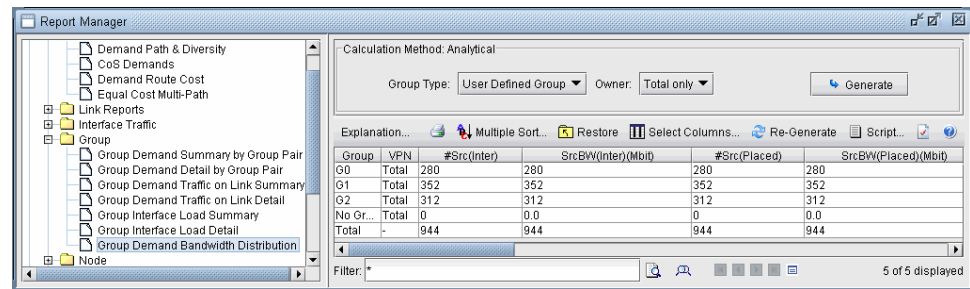 Report Manager
Demand Path & Diversity
CoS Demands
Demand Route Cost
Equal Cost Multi-Path
Link Reports
Interface Traffic
Group
Group Demand Summary by Group Pair
Group Demand Detail by Group Pair
Group Demand Traffic on Link Summary
Group Demand Traffic on Link Detail
Group Interface Load Summary
Group Interface Load Detail
Group Demand Bandwidth Distribution
Node
Calculation Method: Analytical
Group Type: User Defined Group Owner: Total only Generate
Explanation... Multiple Sort... Restore Select Columns... Re-Generate Script...
Group VPN #Src(Inter) SrcBW(Inter)(Mbit) #Src(Placed) SrcBW(Placed)(Mbit)
G0 Total 280 280 280 280
G1 Total 352 352 352 352
G2 Total 312 312 312 312
No Gr... Total 0 0.0 0 0.0
Total - 944 944 944 944
Filter: * 5 of 5 displayed